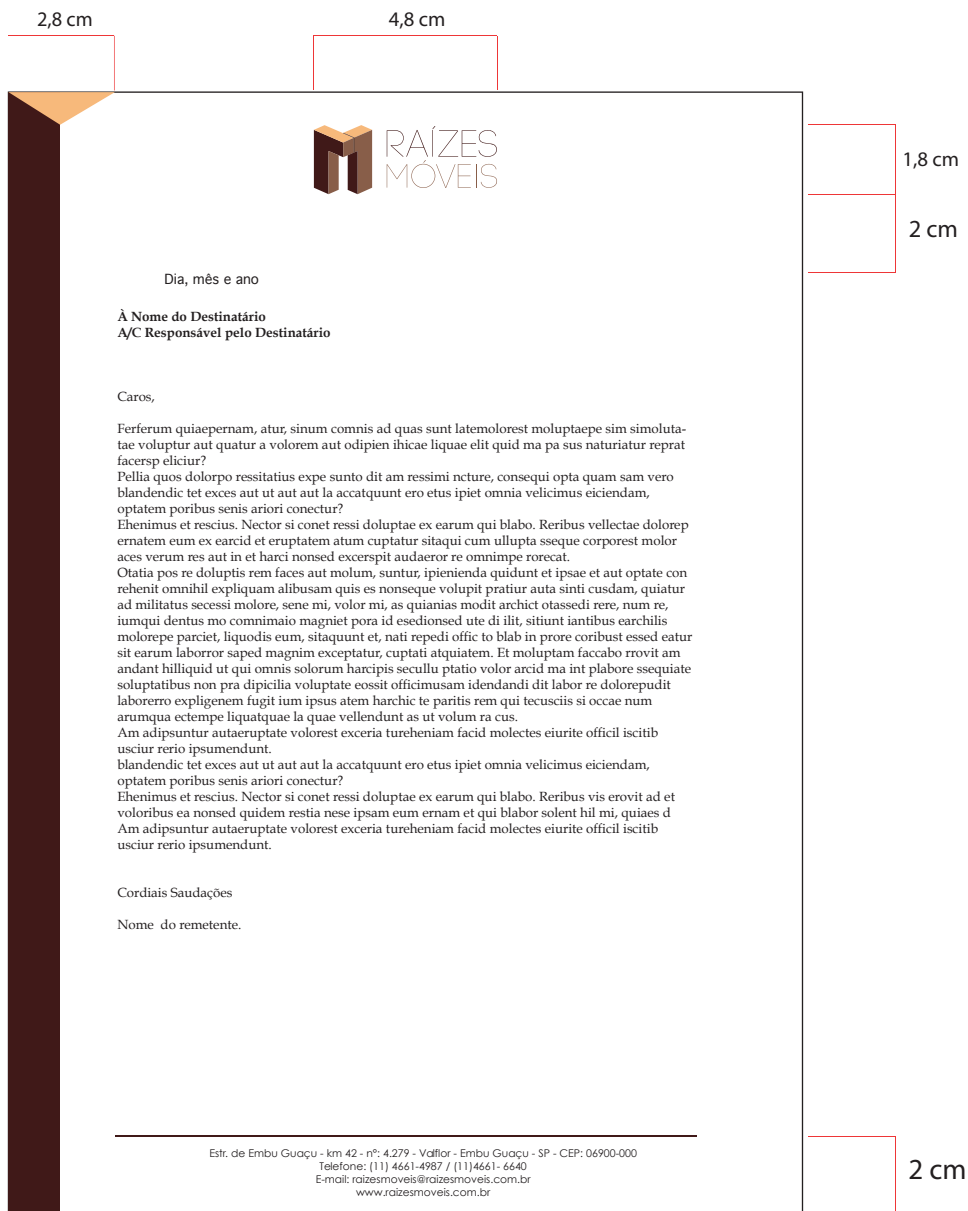 2,8 cm
4,8 cm
RAÍZES
MÓVEIS
1,8 cm
2 cm
Dia, mês e ano
À Nome do Destinatário
A/C Responsável pelo Destinatário
Caros,
Ferferum quiaepernam, atur, sinum comnis ad quas sunt latemolorest moluptaepe sim simoluta-
tae voluptur aut quatur a volorem aut odipien ihicae liquae elit quid ma pa sus naturiatur reprat
facersp eliciur?
Pellia quos dolorpo ressitatius expe sunto dit am ressimi ncture, consequi opta quam sam vero
blandendic tet exces aut ut aut aut la accatquunt ero etus ipiet omnia velicimus eiciendam,
optatem poribus senis ariori conectur?
Ehenimus et rescius. Nector si conet ressi doluptae ex earum qui blabo. Reribus vellectae dolorep
ernatem eum ex earcid et eruptatem atum cuptatur sitaqui cum ullupta sseque corporest molor
aces verum res aut in et harci nonsed excerspit audaeror re omnimpe rorecat.
Otatia pos re doluptis rem faces aut molum, suntur, ipienienda quidunt et ipsae et aut optate con
rehenit omnihil expliquam alibusam quis es nonseque volupit pratiur auta sinti cusdam, quiatur
ad militatus secessi molore, sene mi, volor mi, as quianias modit archict otassedi rere, num re,
iumqui dentus mo comnimaio magniet pora id esedionsed ute di ilit, sitiunt iantibus earchilis
molorepe parciet, liquodis eum, sitaquunt et, nati repedi offic to blab in prore coribust essed eatur
sit earum laborror saped magnim exceptatur, cuptati atquiatem. Et moluptam faccabo rrovit am
andant hilliquid ut qui omnis solorum harcipis secullu ptatio volor arcid ma int plabore ssequiate
soluptatibus non pra dipicilia voluptate eossit officimusam idendandi dit labor re dolorepudit
laborerro expligenem fugit ium ipsus atem harchic te paritis rem qui tecusciis si occae num
arumqua ectempe liquatquae la quae vellendunt as ut volum ra cus.
Am adipsuntur autaeruptate volorest exceria tureheniam facid molectes eiurite officil iscitib
usciur rerio ipsumendunt.
blandendic tet exces aut ut aut aut la accatquunt ero etus ipiet omnia velicimus eiciendam,
optatem poribus senis ariori conectur?
Ehenimus et rescius. Nector si conet ressi doluptae ex earum qui blabo. Reribus vis erovit ad et
voloribus ea nonsed quidem restia nese ipsam eum ernam et qui blabor solent hil mi, quiaes d
Am adipsuntur autaeruptate volorest exceria tureheniam facid molectes eiurite officil iscitib
usciur rerio ipsumendunt.
Cordiais Saudações
Nome  do remetente.
Estr. de Embu Guaçu - km 42 - nº: 4.279 - Valflor - Embu Guaçu - SP - CEP: 06900-000
Telefone: (11) 4661-4987 / (11)4661- 6640
E-mail: raizesmoveis@raizesmoveis.com.br
www.raizesmoveis.com.br
2 cm